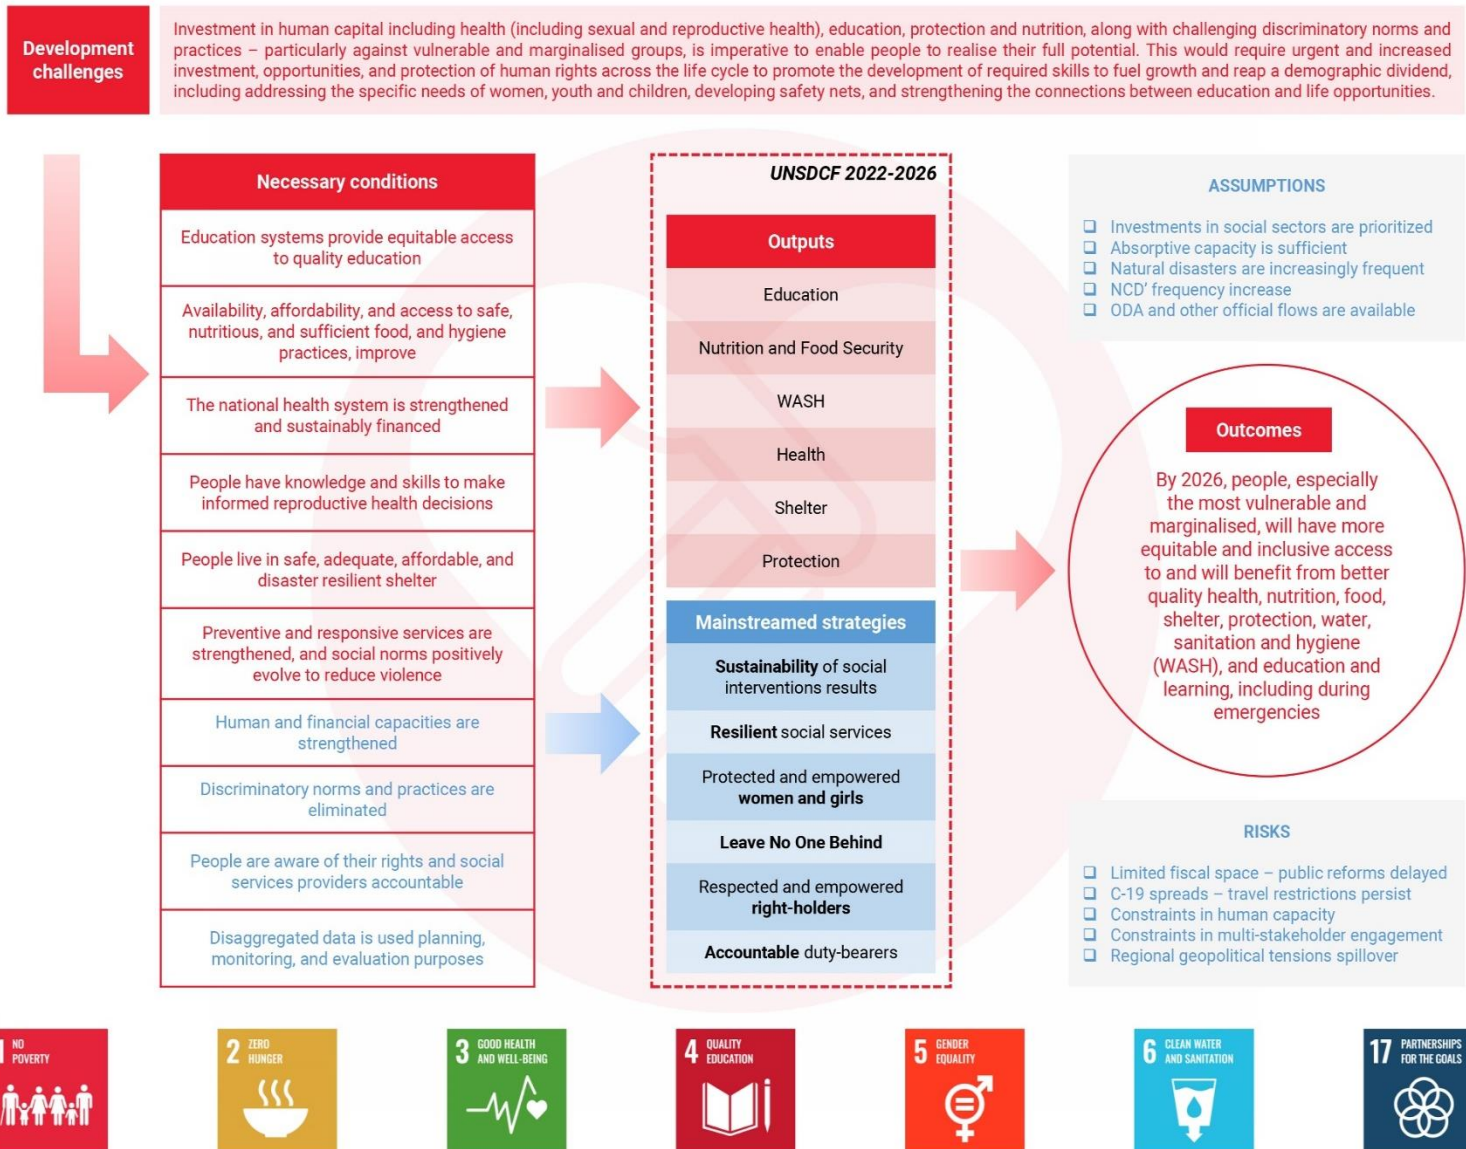 Development
challenges
Investment in human capital including health (including sexual and reproductive health), education, protection and nutrition, along with challenging discriminatory norms and
practices – particularly against vulnerable and marginalised groups, is imperative to enable people to realise their full potential. This would require urgent and increased
investment, opportunities, and protection of human rights across the life cycle to promote the development of required skills to fuel growth and reap a demographic dividend,
including addressing the specific needs of women, youth and children, developing safety nets, and strengthening the connections between education and life opportunities.
Necessary conditions
Education systems provide equitable access
to quality education
Availability, affordability, and access to safe,
nutritious, and sufficient food, and hygiene
practices, improve
The national health system is strengthened
and sustainably financed
People have knowledge and skills to make
informed reproductive health decisions
People live in safe, adequate, affordable, and
disaster resilient shelter
Preventive and responsive services are
strengthened, and social norms positively
evolve to reduce violence
Human and financial capacities are
strengthened
Discriminatory norms and practices are
eliminated
People are aware of their rights and social
services providers accountable
Disaggregated data is used planning,
monitoring, and evaluation purposes
UNSDCF 2022-2026
Outputs
Education
Nutrition and Food Security
WASH
Health
Shelter
Protection
Mainstreamed strategies
Sustainability of social
interventions results
Resilient social services
Protected and empowered
women and girls
Leave No One Behind
Respected and empowered
right-holders
Accountable duty-bearers
ASSUMPTIONS
Investments in social sectors are prioritized
Absorptive capacity is sufficient
Natural disasters are increasingly frequent
NCD' frequency increase
ODA and other official flows are available
Outcomes
By 2026, people, especially
the most vulnerable and
marginalised, will have more
equitable and inclusive access
to and will benefit from better
quality health, nutrition, food,
shelter, protection, water,
sanitation and hygiene
(WASH), and education and
learning, including during
emergencies
RISKS
Limited fiscal space – public reforms delayed
C-19 spreads – travel restrictions persist
Constraints in human capacity
Constraints in multi-stakeholder engagement
Regional geopolitical tensions spillover
1 NO
POVERTY
2 ZERO
HUNGER
3 GOOD HEALTH
AND WELL-BEING
4 QUALITY
EDUCATION
5 GENDER
EQUALITY
6 CLEAN WATER
AND SANITATION
17 PARTNERSHIPS
FOR THE GOALS